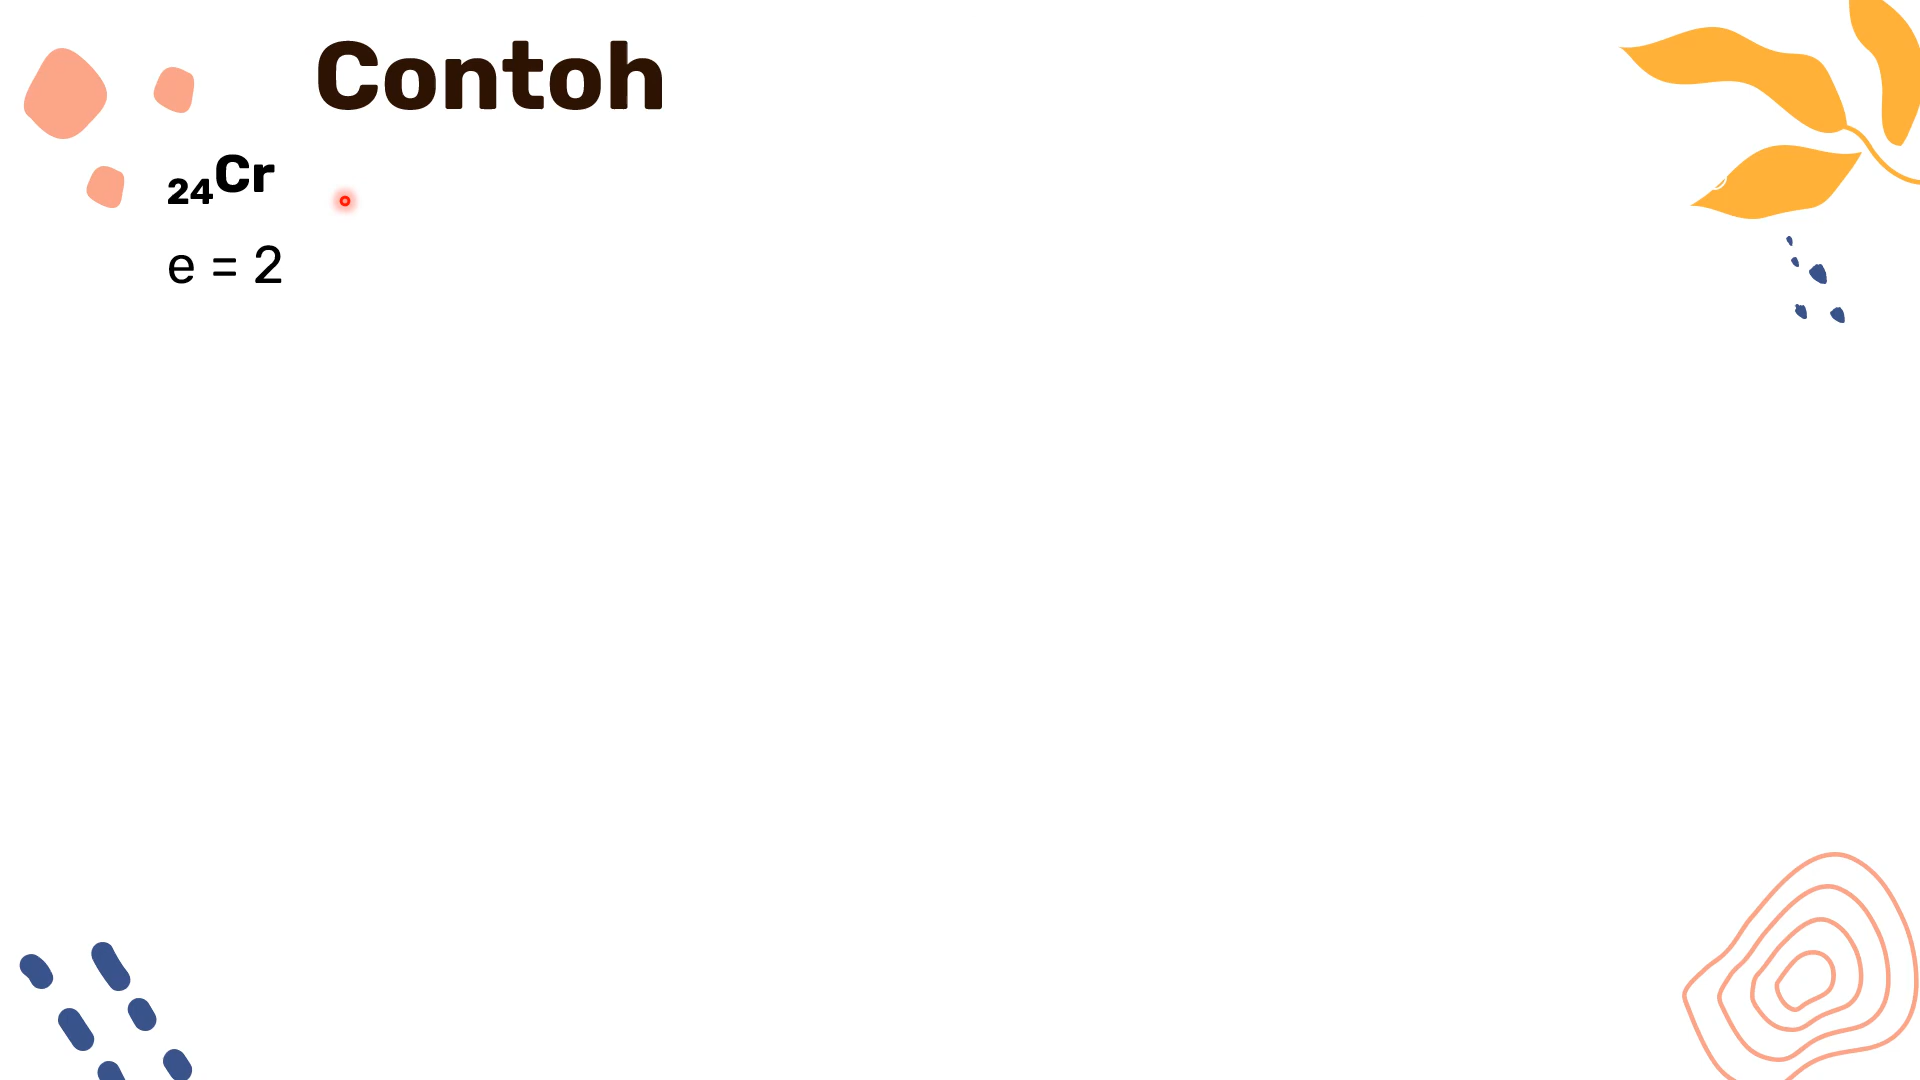 Contoh
₂₄Cr
e = 2